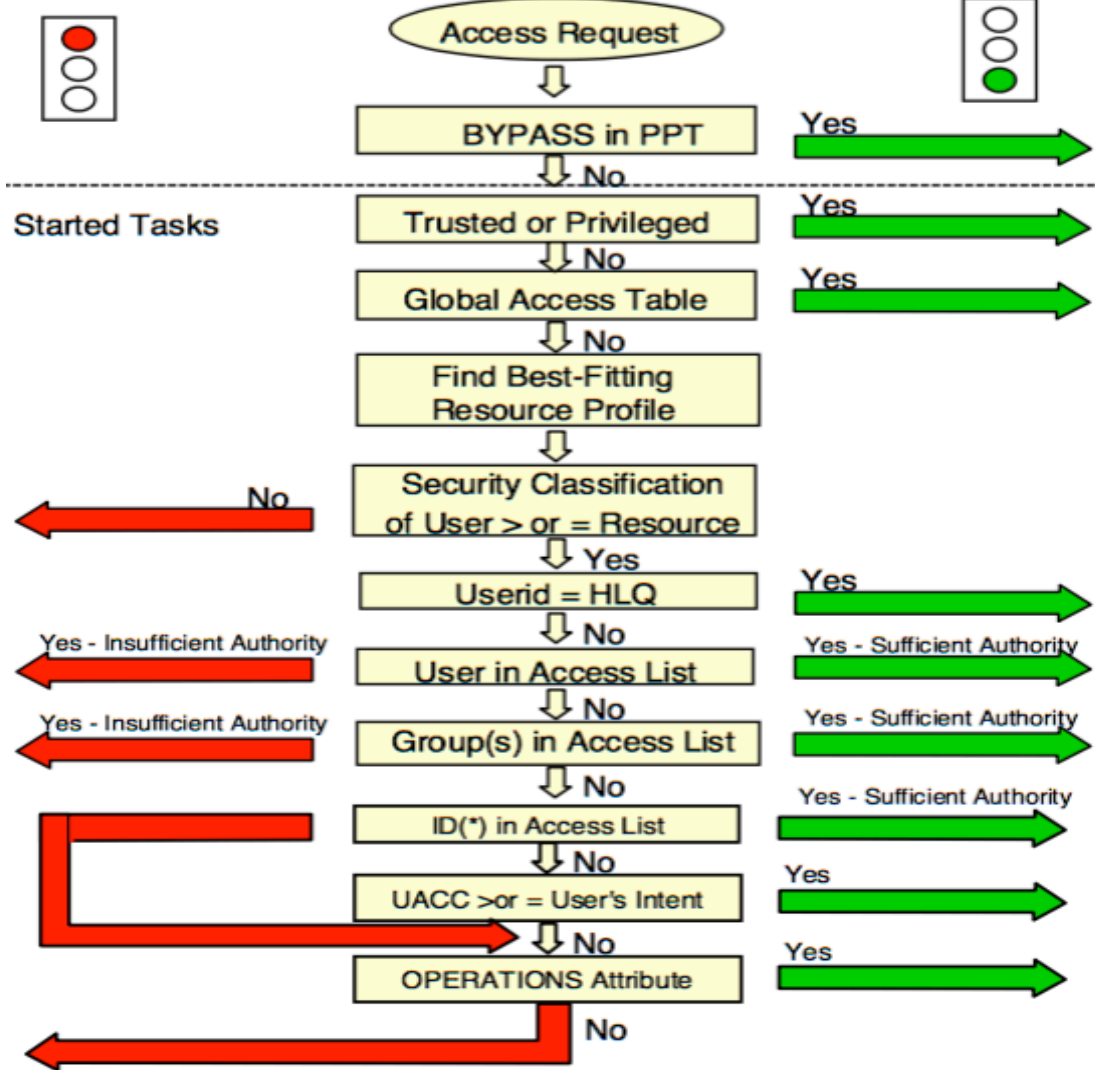 Access Request
BYPASS in PPT
Yes
No
Started Tasks
Trusted or Privileged
Yes
No
Global Access Table
Yes
No
Find Best-Fitting
Resource Profile
Security Classification
of User > or = Resource
No
Yes
Userid = HLQ
Yes
No
Yes - Insufficient Authority
User in Access List
Yes - Sufficient Authority
No
Yes - Insufficient Authority
Group(s) in Access List
Yes - Sufficient Authority
No
ID(*) in Access List
Yes - Sufficient Authority
No
UACC >or = User's Intent
Yes
No
OPERATIONS Attribute
Yes
No